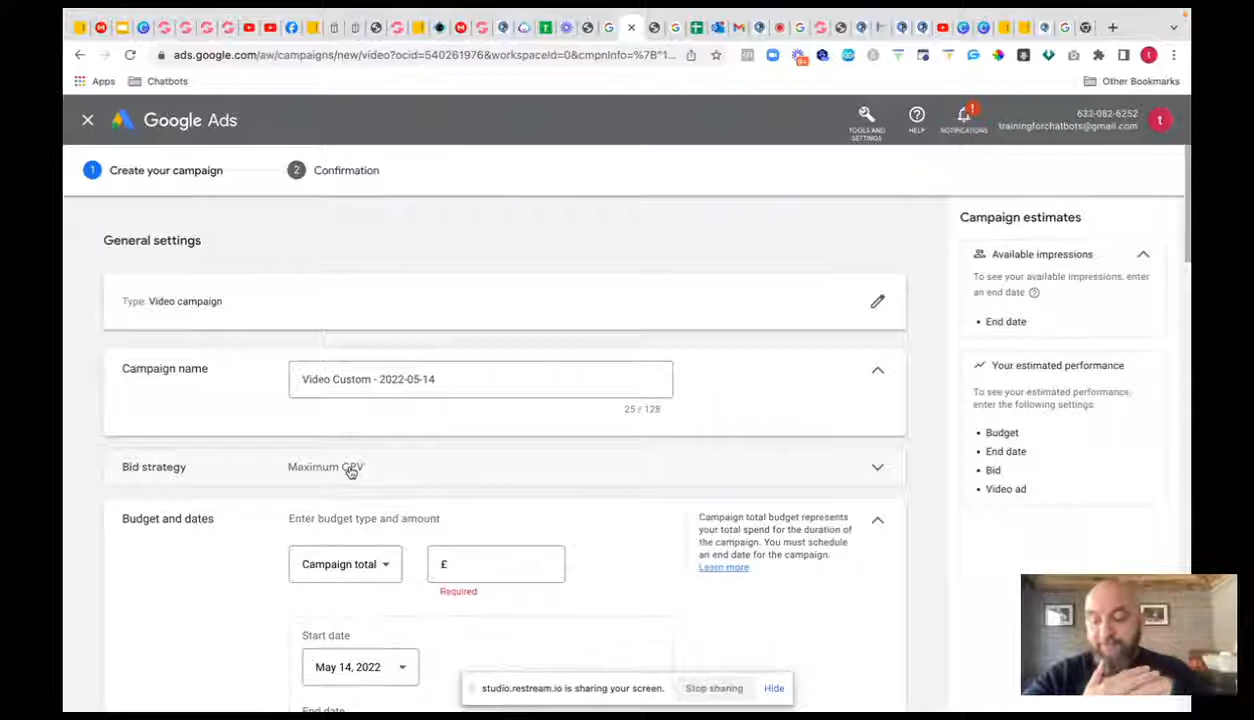 ads.google.com/aw/campaigns/new/video?ocid=540261976&workspaceId=0&cmpnInfo=%7B"1...
Apps
Chatbots
Other Bookmarks
Google Ads
TOOLS AND
SETTINGS
HELP
NOTIFICATIONS
632-082-6252
trainingforchatbots@gmail.com
t
1 Create your campaign
2 Confirmation
General settings
Type: Video campaign
Campaign name
Video Custom - 2022-05-14
25 / 128
Bid strategy
Maximum CPV
Budget and dates
Enter budget type and amount
Campaign total
£
Required
Campaign total budget represents
your total spend for the duration of
the campaign. You must schedule
an end date for the campaign.
Learn more
Start date
May 14, 2022
End date
Campaign estimates
Available impressions
To see your available impressions, enter
an end date
• End date
Your estimated performance
To see your estimated performance,
enter the following settings:
• Budget
• End date
• Bid
• Video ad
studio.restream.io is sharing your screen.
Stop sharing
Hide